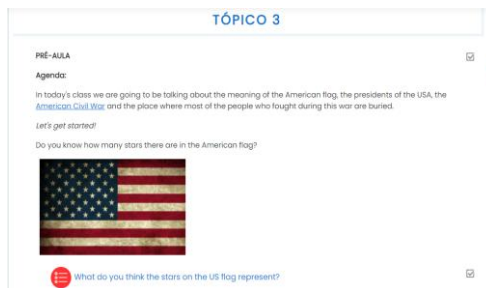 TÓPICO 3
PRÉ-AULA
Agenda:
In today's class we are going to be talking about the meaning of the American flag, the presidents of the USA, the
American Civil War and the place where most of the people who fought during this war are buried.
Let's get started!
Do you know how many stars there are in the American flag?
What do you think the stars on the US flag represent?